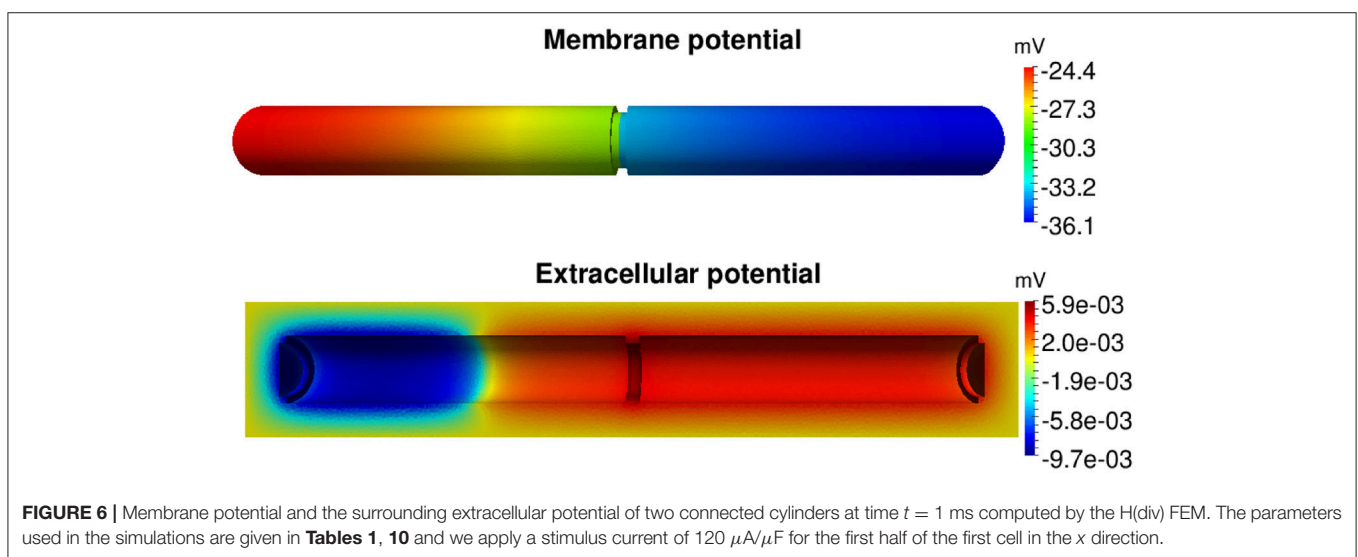 Membrane potential
mV
-24.4
-27.3
-30.3
-33.2
-36.1
Extracellular potential
mV
5.9e-03
2.0e-03
-1.9e-03
-5.8e-03
-9.7e-03
FIGURE 6 | Membrane potential and the surrounding extracellular potential of two connected cylinders at time t = 1 ms computed by the H(div) FEM. The parameters
used in the simulations are given in Tables 1, 10 and we apply a stimulus current of 120 μA/μF for the first half of the first cell in the x direction.